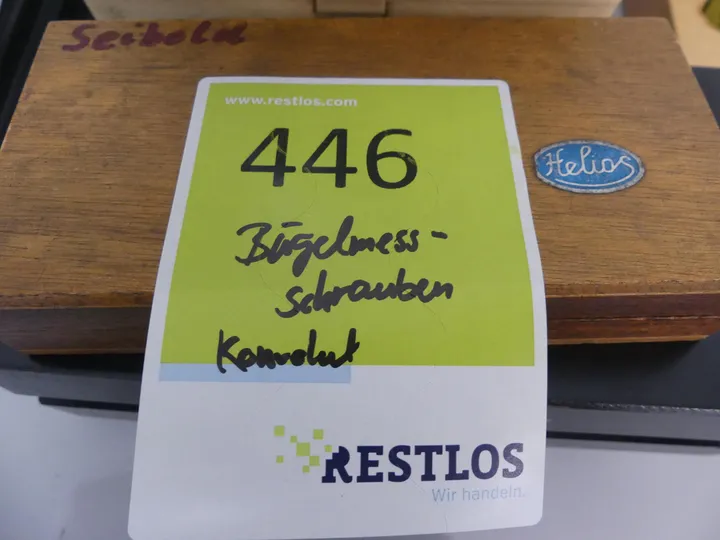 Seibold
www.restlos.com
446
Helios
Bügelmess-
schrauben
Konvolut
RESTLOS
Wir handeln.